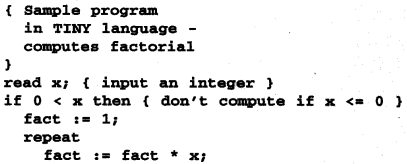 { Sample program
in TINY language -
computes factorial
}
read x; { input an integer }
if 0 < x then { don't compute if x <= 0 }
fact := 1;
repeat
fact := fact * x;